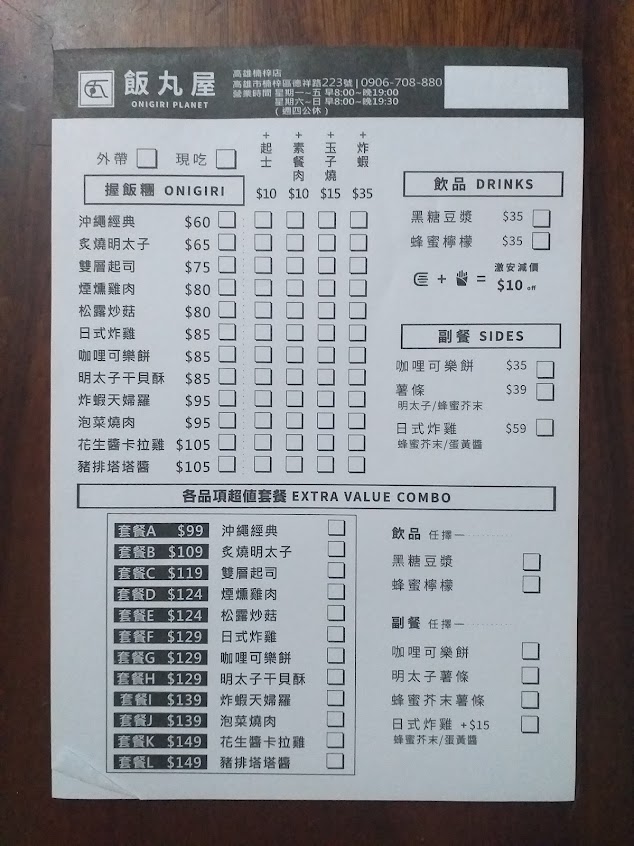 飯丸屋
ONIGIRI PLANET
高雄楠梓店
高雄市楠梓區德祥路223號 | 0906-708-880
營業時間 星期一~五 早8:00~晚19:00
星期六~日 早8:00~晚19:30
( 週四公休 )
外帶 現吃
+起士 +素餐肉 +玉子燒 +炸蝦
$10 $10 $15 $35
握飯糰 ONIGIRI
沖繩經典 $60
炙燒明太子 $65
雙層起司 $75
煙燻雞肉 $80
松露炒菇 $80
日式炸雞 $85
咖哩可樂餅 $85
明太子干貝酥 $85
炸蝦天婦羅 $95
泡菜燒肉 $95
花生醬卡拉雞 $105
豬排塔塔醬 $105
飲品 DRINKS
黑糖豆漿 $35
蜂蜜檸檬 $35
+ = 激安減價
$10 off
副餐 SIDES
咖哩可樂餅 $35
薯條 $39
明太子/蜂蜜芥末
日式炸雞 $59
蜂蜜芥末/蛋黃醬
各品項超值套餐 EXTRA VALUE COMBO
套餐A $99 沖繩經典
套餐B $109 炙燒明太子
套餐C $119 雙層起司
套餐D $124 煙燻雞肉
套餐E $124 松露炒菇
套餐F $129 日式炸雞
套餐G $129 咖哩可樂餅
套餐H $129 明太子干貝酥
套餐I $139 炸蝦天婦羅
套餐J $139 泡菜燒肉
套餐K $149 花生醬卡拉雞
套餐L $149 豬排塔塔醬
飲品 任擇一
黑糖豆漿
蜂蜜檸檬
副餐 任擇一
咖哩可樂餅
明太子薯條
蜂蜜芥末薯條
日式炸雞 +$15
蜂蜜芥末/蛋黃醬